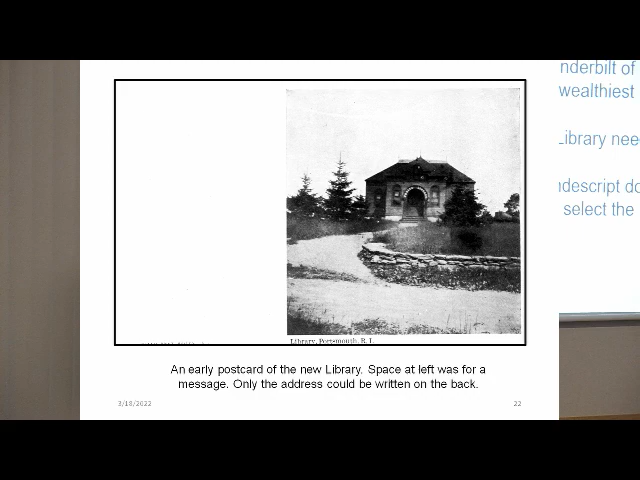 Library, Portsmouth, R. I.
An early postcard of the new Library. Space at left was for a
message. Only the address could be written on the back.
3/18/2022
22
nderbilt of
wealthiest
Library nee
ndescript do
select the